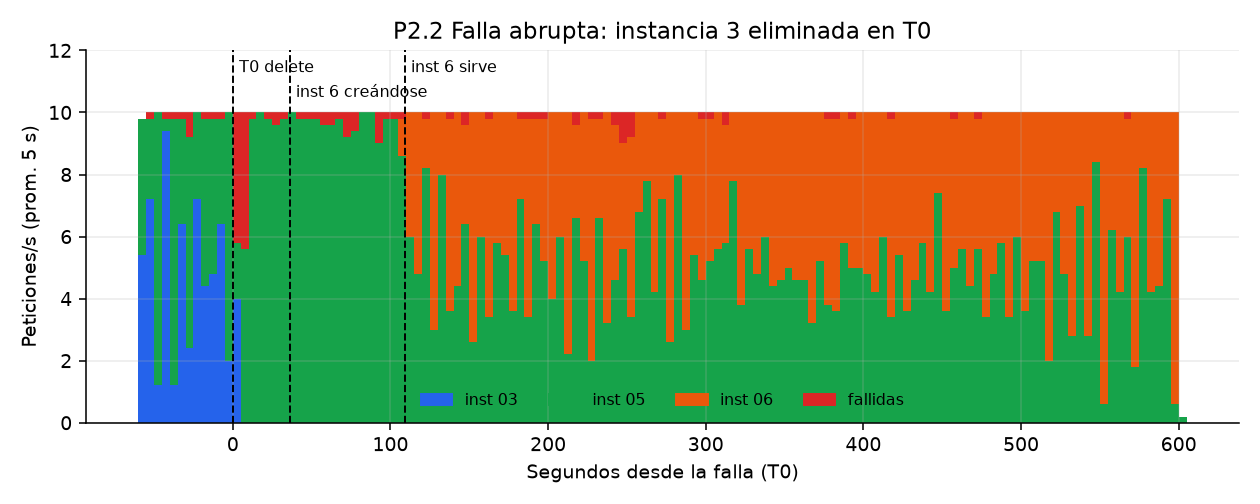 P2.2 Falla abrupta: instancia 3 eliminada en T0
Peticiones/s (prom. 5 s)
12
10
8
6
4
2
0
T0 delete
inst 6 creándose
inst 6 sirve
inst 03
inst 05
inst 06
fallidas
0
100
200
300
400
500
600
Segundos desde la falla (T0)